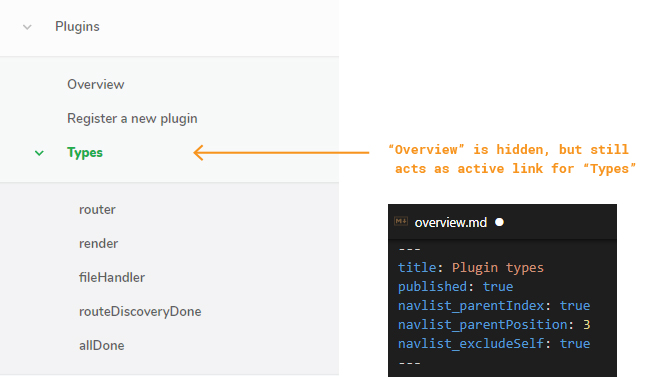 Plugins
Overview
Register a new plugin
Types
“Overview” is hidden, but still
acts as active link for “Types”
router
render
fileHandler
routeDiscoveryDone
allDone
overview.md
---
title: Plugin types
published: true
navlist_parentIndex: true
navlist_parentPosition: 3
navlist_excludeSelf: true
---